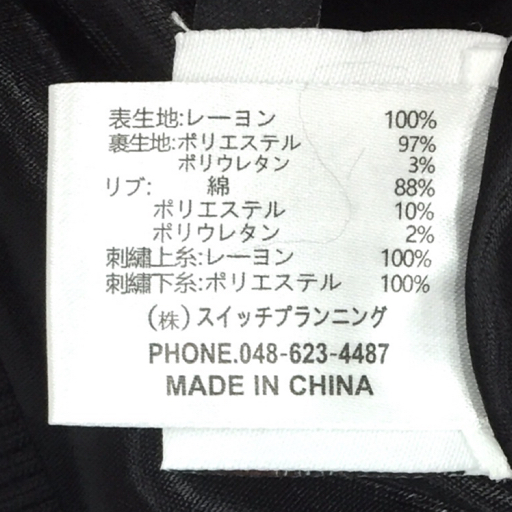 表生地:レーヨン 100%
裏生地:ポリエステル 97%
ポリウレタン 3%
リブ: 綿 88%
ポリエステル 10%
ポリウレタン 2%
刺繍上糸:レーヨン 100%
刺繍下糸:ポリエステル 100%
(株)スイッチプランニング
PHONE.048-623-4487
MADE IN CHINA